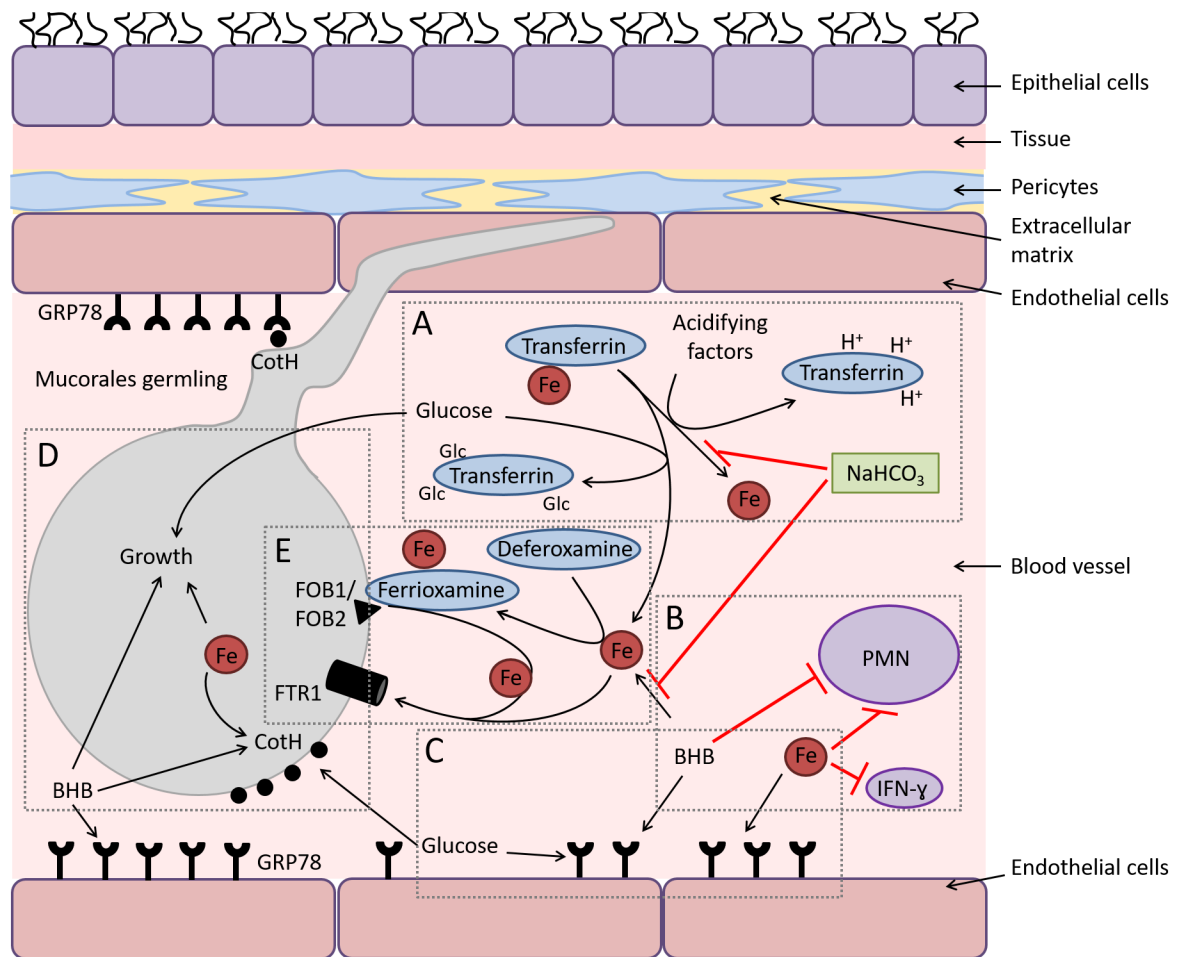 Epithelial cells
Tissue
Pericytes
Extracellular
matrix
Endothelial cells
GRP78
CotH
Mucorales germling
A
Transferrin
Fe
Acidifying
factors
H⁺
H⁺
Transferrin
H⁺
Glucose
Glc
Transferrin
Glc
Glc
Fe
NaHCO₃
D
Growth
Fe
CotH
BHB
E
Fe
Deferoxamine
FOB1/
FOB2
Ferrioxamine
Fe
Fe
FTR1
Blood vessel
B
PMN
Fe
IFN-ɣ
C
BHB
Glucose
GRP78
Endothelial cells